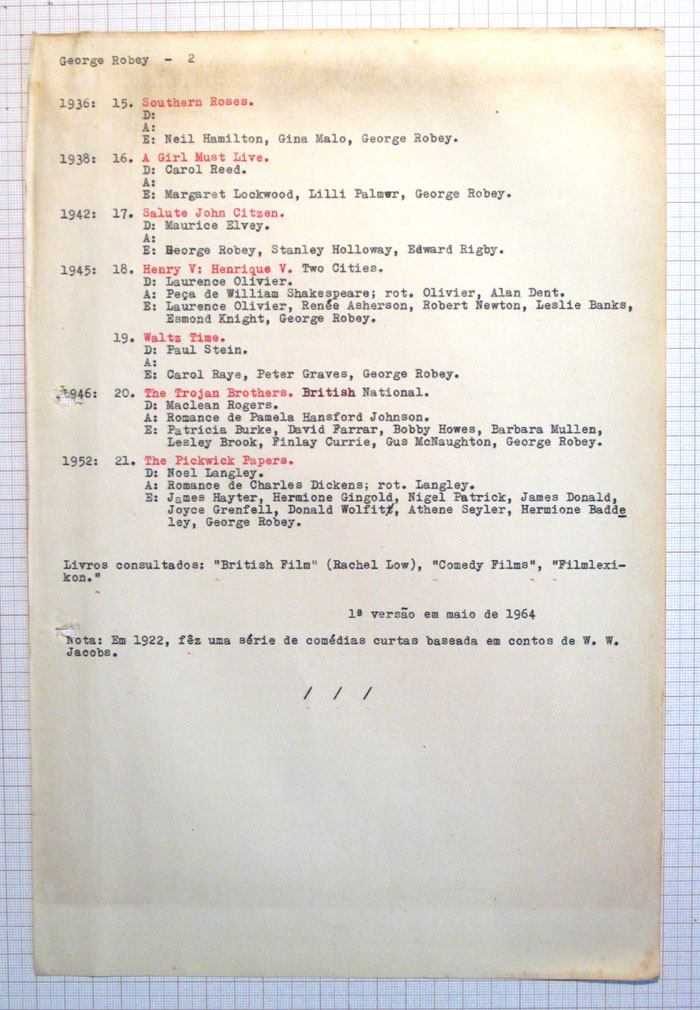 George Robey - 2
1936: 15. Southern Roses.
D:
A:
E: Neil Hamilton, Gina Malo, George Robey.
1938: 16. A Girl Must Live.
D: Carol Reed.
A:
E: Margaret Lockwood, Lilli Palmwr, George Robey.
1942: 17. Salute John Citzen.
D: Maurice Elvey.
A:
E: George Robey, Stanley Holloway, Edward Rigby.
1945: 18. Henry V: Henrique V. Two Cities.
D: Laurence Olivier.
A: Peça de William Shakespeare; rot. Olivier, Alan Dent.
E: Laurence Olivier, Renée Asherson, Robert Newton, Leslie Banks,
Esmond Knight, George Robey.
19. Waltz Time.
D: Paul Stein.
A:
E: Carol Raye, Peter Graves, George Robey.
1946: 20. The Trojan Brothers. British National.
D: Maclean Rogers.
A: Romance de Pamela Hansford Johnson.
E: Patricia Burke, David Farrar, Bobby Howes, Barbara Mullen,
Lesley Brook, Finlay Currie, Gus McNaughton, George Robey.
1952: 21. The Pickwick Papers.
D: Noel Langley.
A: Romance de Charles Dickens; rot. Langley.
E: James Hayter, Hermione Gingold, Nigel Patrick, James Donald,
Joyce Grenfell, Donald Wolfit, Athene Seyler, Hermione Badde
ley, George Robey.
Livros consultados: "British Film" (Rachel Low), "Comedy Films", "Filmlexi-
kon."
1ª versão em maio de 1964
Nota: Em 1922, fêz uma série de comédias curtas baseada em contos de W. W.
Jacobs.
/ / /